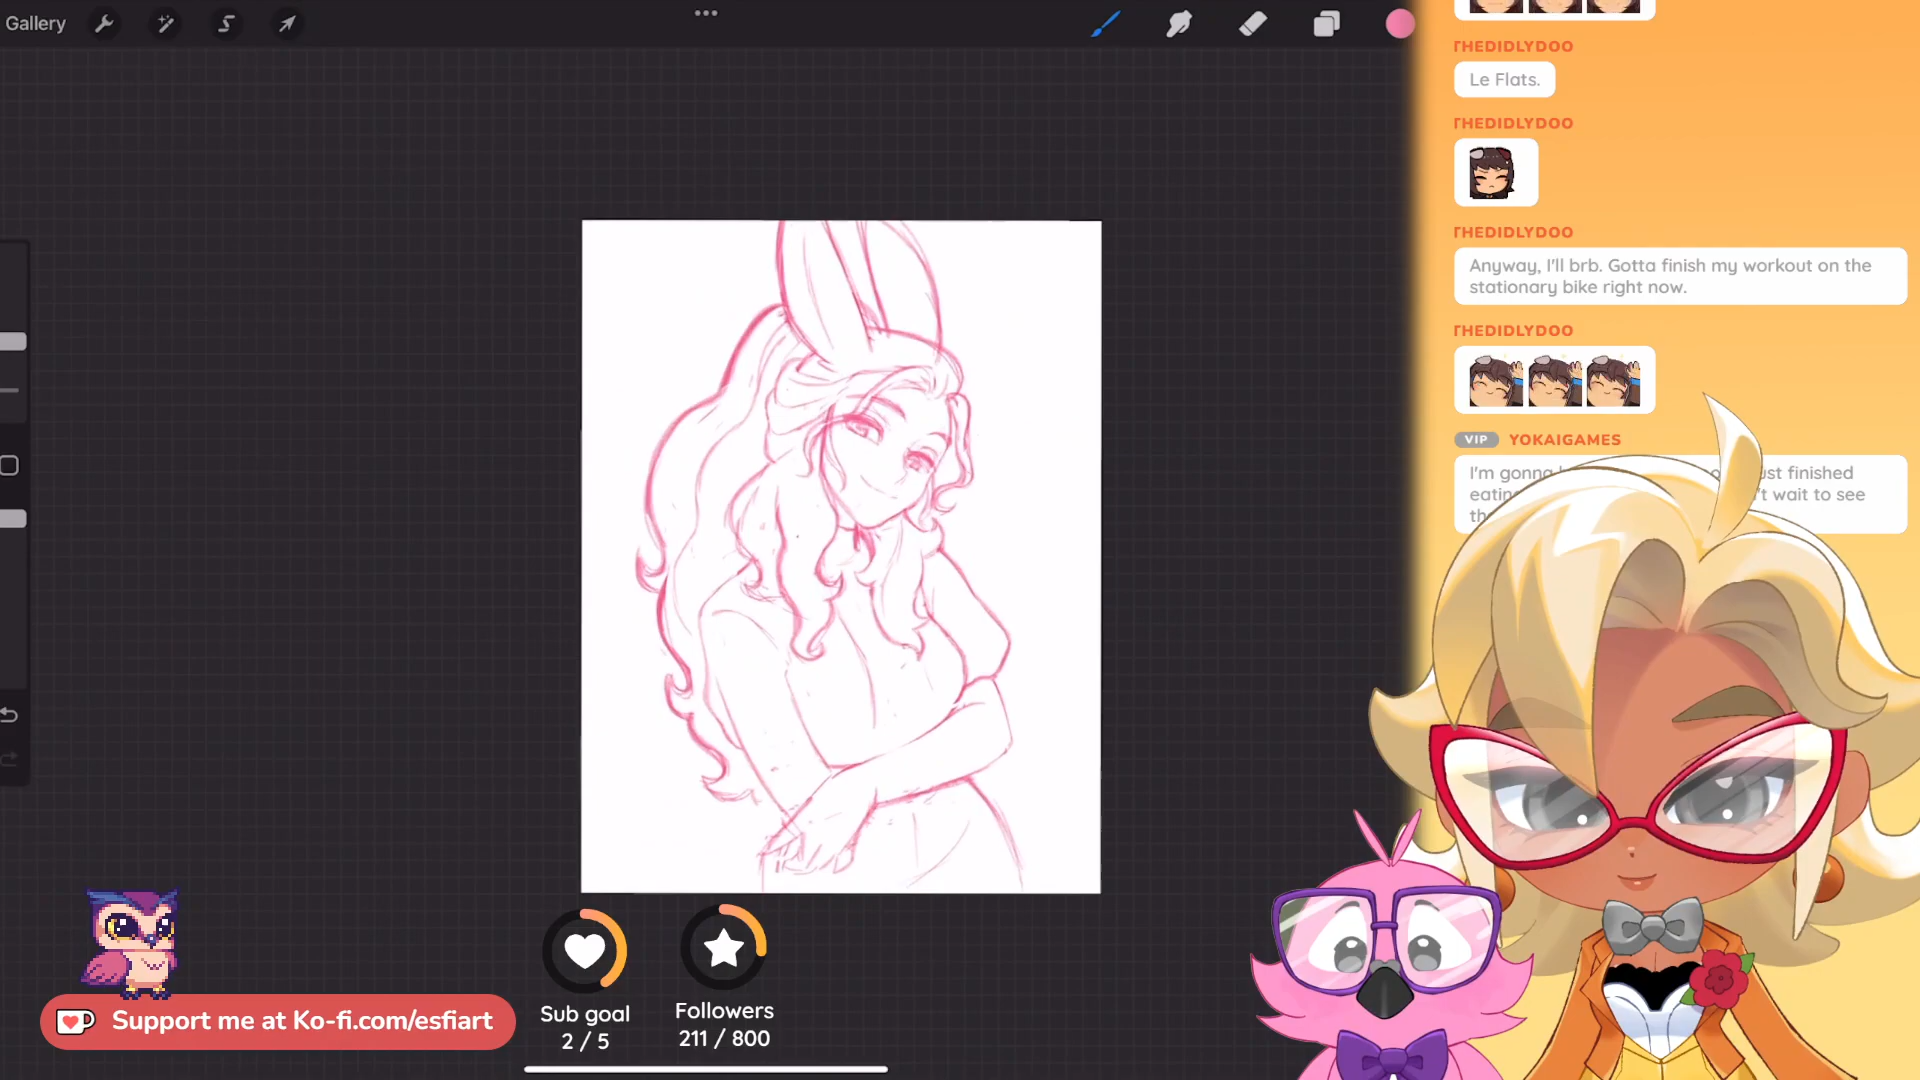 Gallery
THEDIDLYDOO
Le Flats.
THEDIDLYDOO
THEDIDLYDOO
Anyway, I'll brb. Gotta finish my workout on the
stationary bike right now.
THEDIDLYDOO
VIP YOKAIGAMES
I'm gonna ust finished
eatin 't wait to see
th
Support me at Ko-fi.com/esfiart
Sub goal
2 / 5
Followers
211 / 800